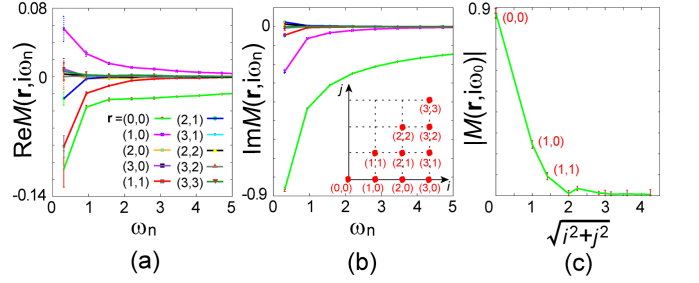 0.08
0
-0.14
ReM(r,iωn)
r =(0,0) (2,1)
(1,0) (3,1)
(2,0) (2,2)
(3,0) (3,2)
(1,1) (3,3)
0 1 2 3 4 5
ωn
(a)
0
-0.9
ImM(r,iωn)
j
(3,3)
(2,2) (3,2)
(1,1) (2,1) (3,1)
(0,0) (1,0) (2,0) (3,0) i
0 1 2 3 4 5
ωn
(b)
0.9
0
|M(r,iω0)|
(0,0)
(1,0)
(1,1)
0 1 2 3 4
√i²+j²
(c)